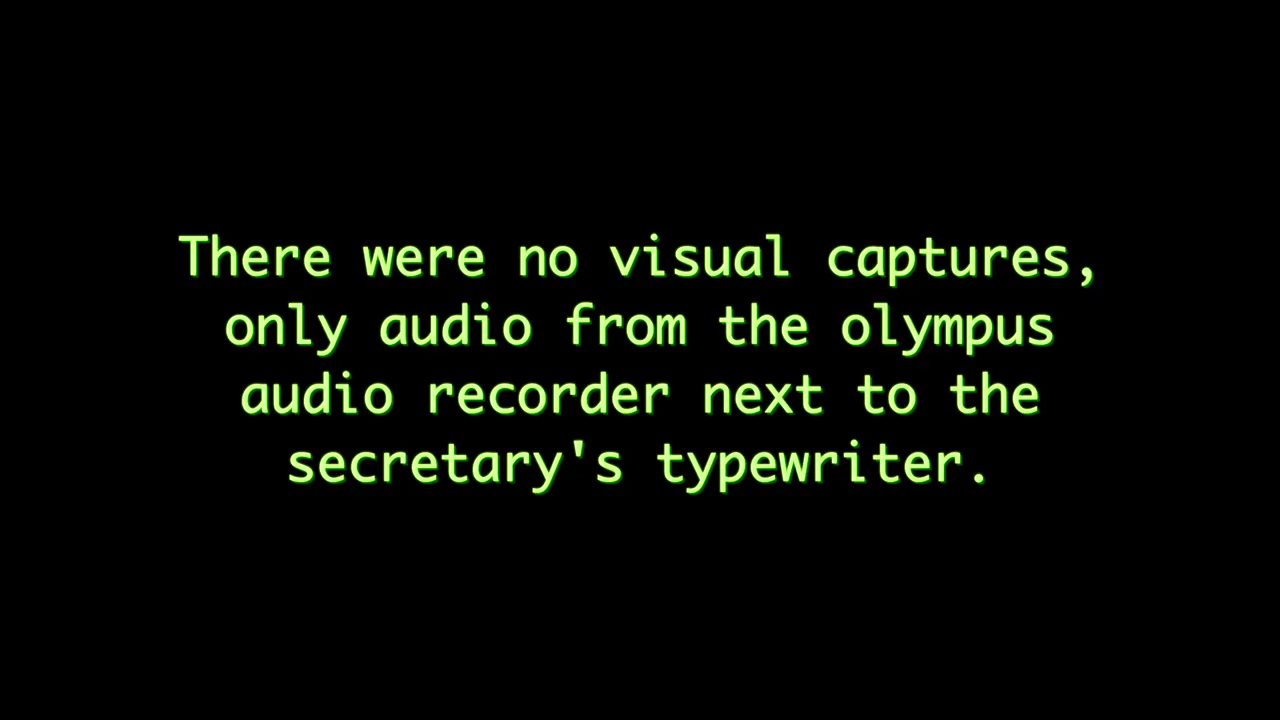 There were no visual captures,
only audio from the olympus
audio recorder next to the
secretary's typewriter.